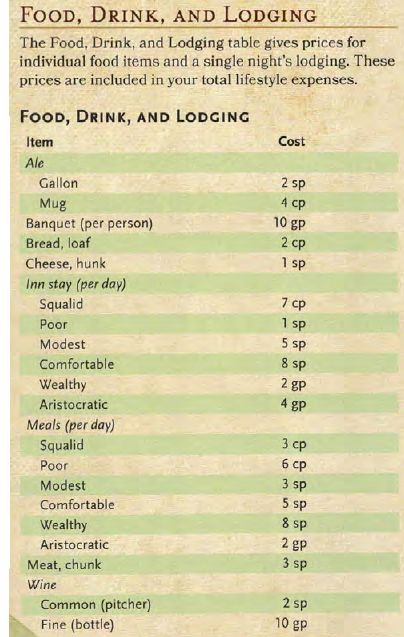 Food, Drink, and Lodging
The Food, Drink, and Lodging table gives prices for
individual food items and a single night's lodging. These
prices are included in your total lifestyle expenses.
Food, Drink, and Lodging
Item Cost
Ale
Gallon 2 sp
Mug 4 cp
Banquet (per person) 10 gp
Bread, loaf 2 cp
Cheese, hunk 1 sp
Inn stay (per day)
Squalid 7 cp
Poor 1 sp
Modest 5 sp
Comfortable 8 sp
Wealthy 2 gp
Aristocratic 4 gp
Meals (per day)
Squalid 3 cp
Poor 6 cp
Modest 3 sp
Comfortable 5 sp
Wealthy 8 sp
Aristocratic 2 gp
Meat, chunk 3 sp
Wine
Common (pitcher) 2 sp
Fine (bottle) 10 gp